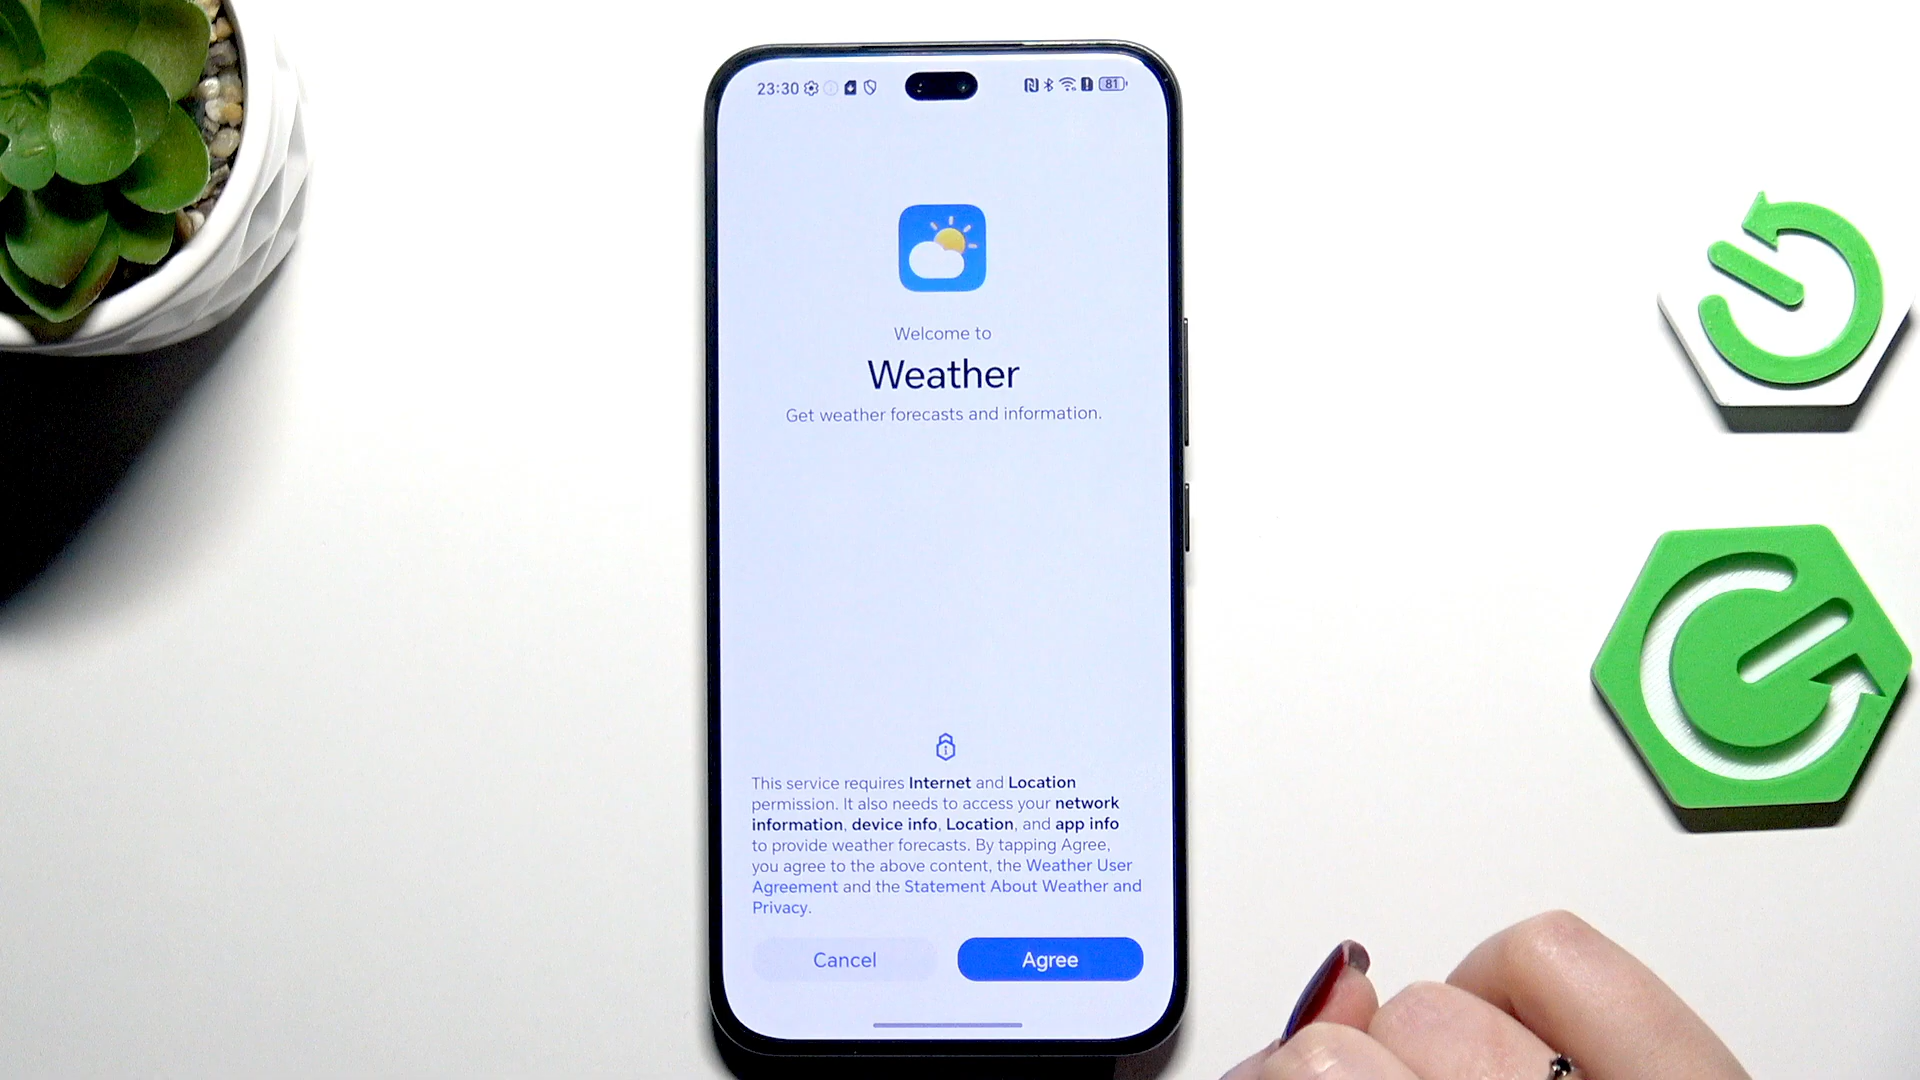 23:30
81
Welcome to
Weather
Get weather forecasts and information.
This service requires Internet and Location
permission. It also needs to access your network
information, device info, Location, and app info
to provide weather forecasts. By tapping Agree,
you agree to the above content, the Weather User
Agreement and the Statement About Weather and
Privacy.
Cancel
Agree